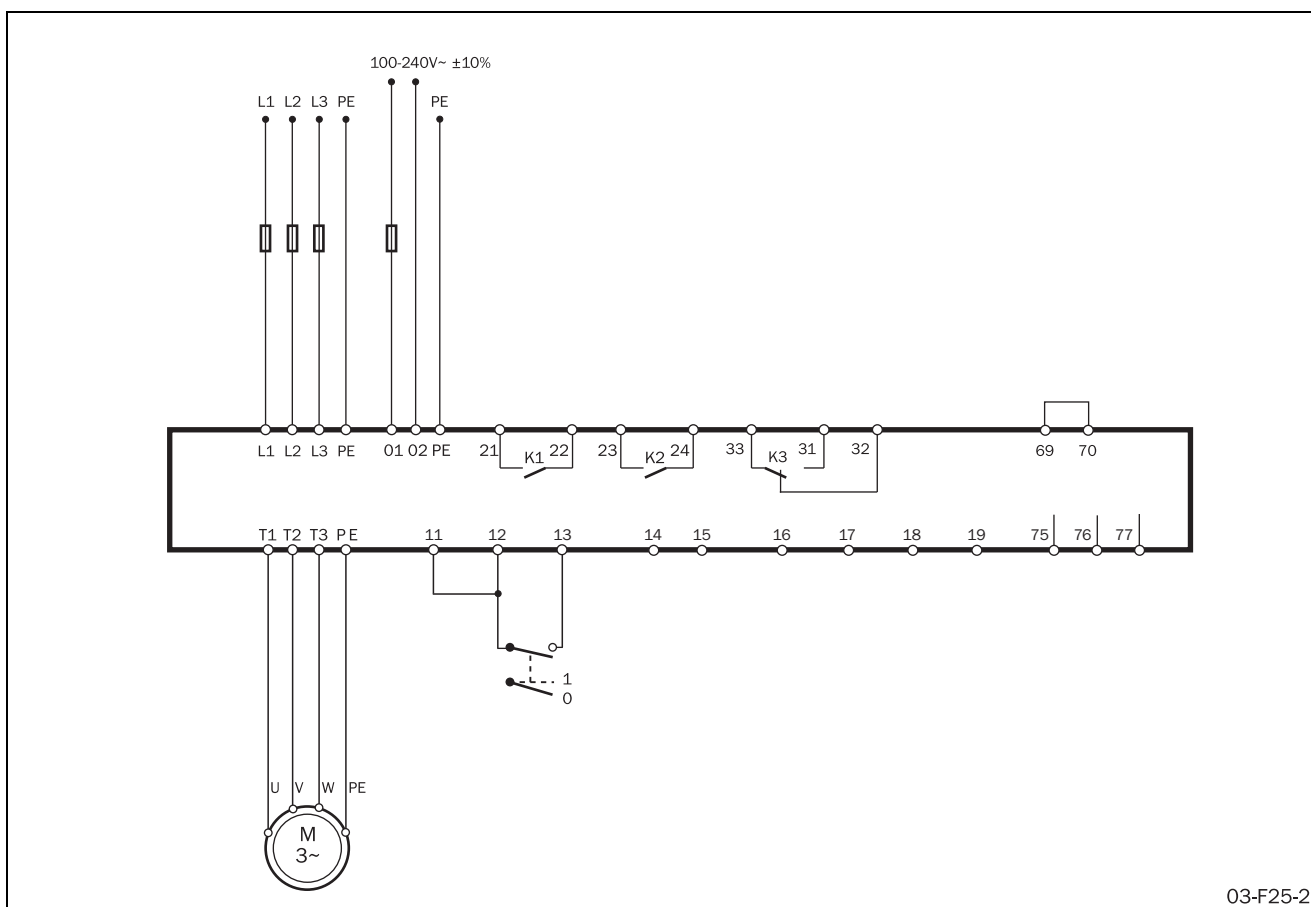 100-240V~ ±10%
L1 L2 L3 PE PE
L1 L2 L3 PE 01 02 PE 21 K1 22 23 K2 24 33 K3 31 32 69 70
T1 T2 T3 PE 11 12 13 14 15 16 17 18 19 75 76 77
1
0
U V W PE
M
3~
03-F25-2